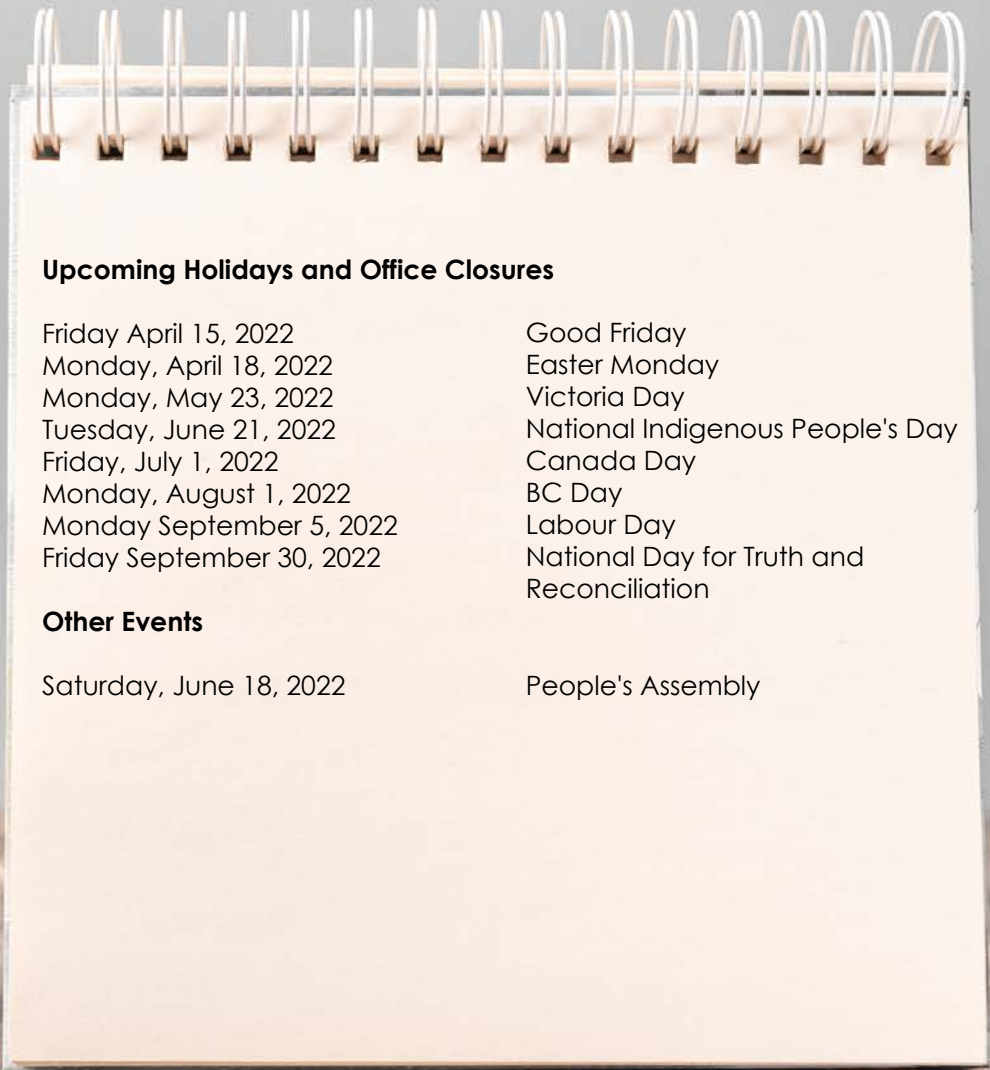 Upcoming Holidays and Office Closures
Friday April 15, 2022 Good Friday
Monday, April 18, 2022 Easter Monday
Monday, May 23, 2022 Victoria Day
Tuesday, June 21, 2022 National Indigenous People's Day
Friday, July 1, 2022 Canada Day
Monday, August 1, 2022 BC Day
Monday September 5, 2022 Labour Day
Friday September 30, 2022 National Day for Truth and
Reconciliation
Other Events
Saturday, June 18, 2022 People's Assembly